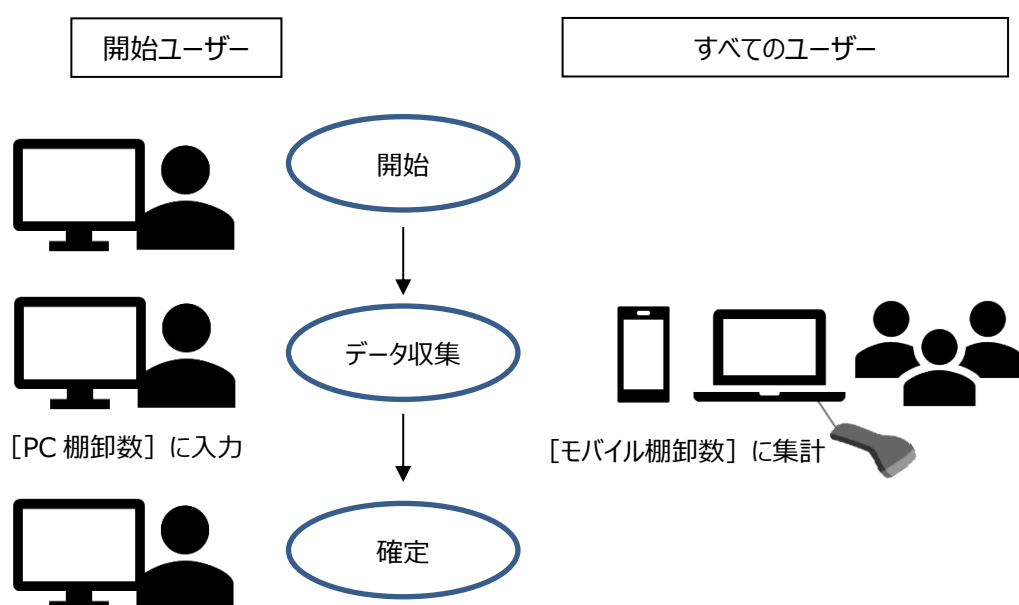 開始ユーザー
すべてのユーザー
開始
データ収集
［PC 棚卸数］に入力
［モバイル棚卸数］に集計
確定